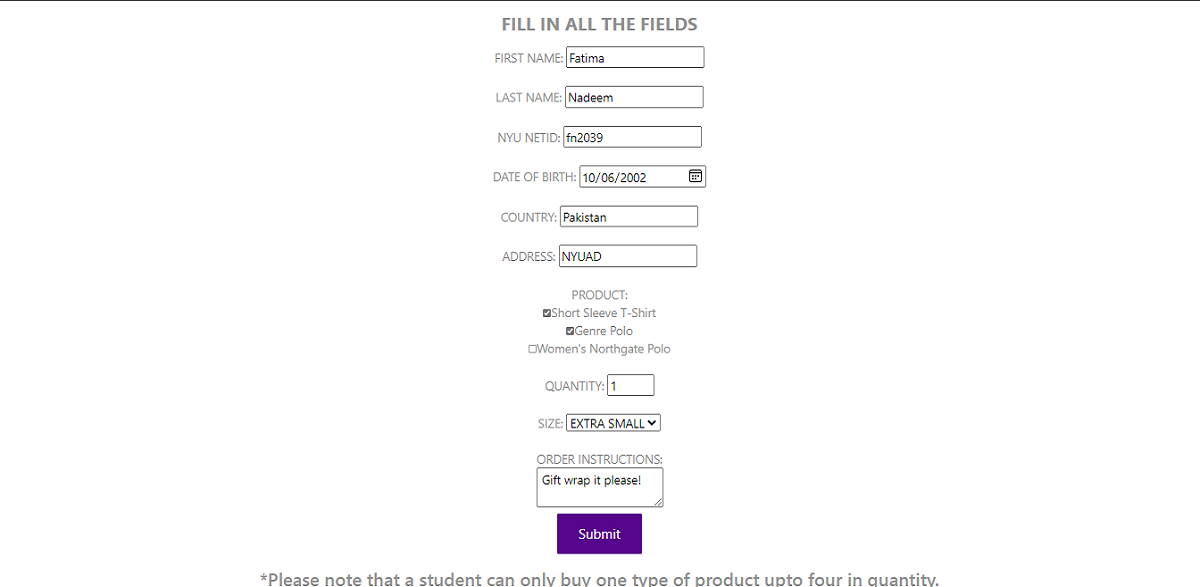 FILL IN ALL THE FIELDS
FIRST NAME: Fatima
LAST NAME: Nadeem
NYU NETID: fn2039
DATE OF BIRTH: 10/06/2002
COUNTRY: Pakistan
ADDRESS: NYUAD
PRODUCT:
Short Sleeve T-Shirt
Genre Polo
Women's Northgate Polo
QUANTITY: 1
SIZE: EXTRA SMALL
ORDER INSTRUCTIONS:
Gift wrap it please!
Submit
*Please note that a student can only buy one type of product upto four in quantity.